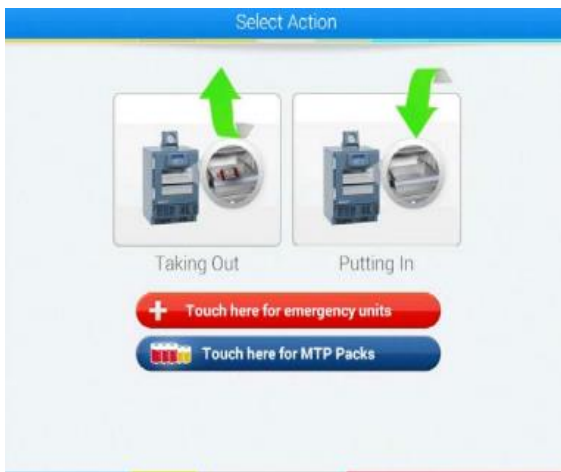 Select Action
Taking Out
Putting In
Touch here for emergency units
Touch here for MTP Packs